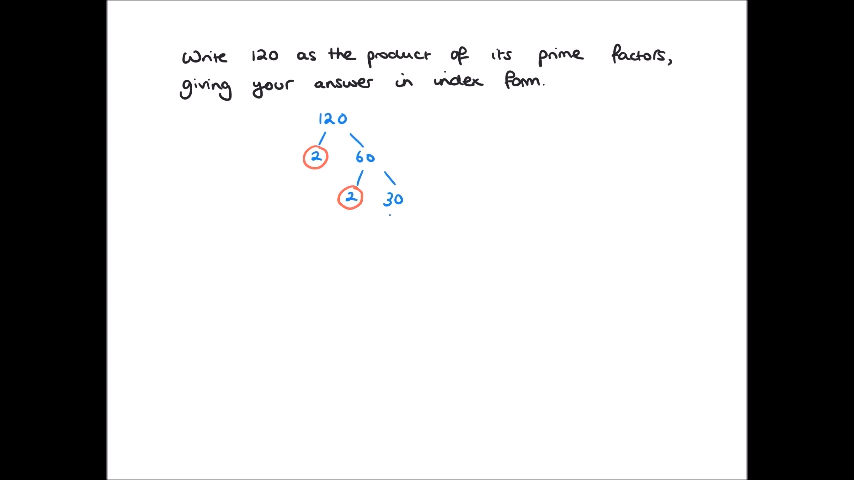 Write 120 as the product of its prime factors,
giving your answer in index form.
120
2 60
2 30